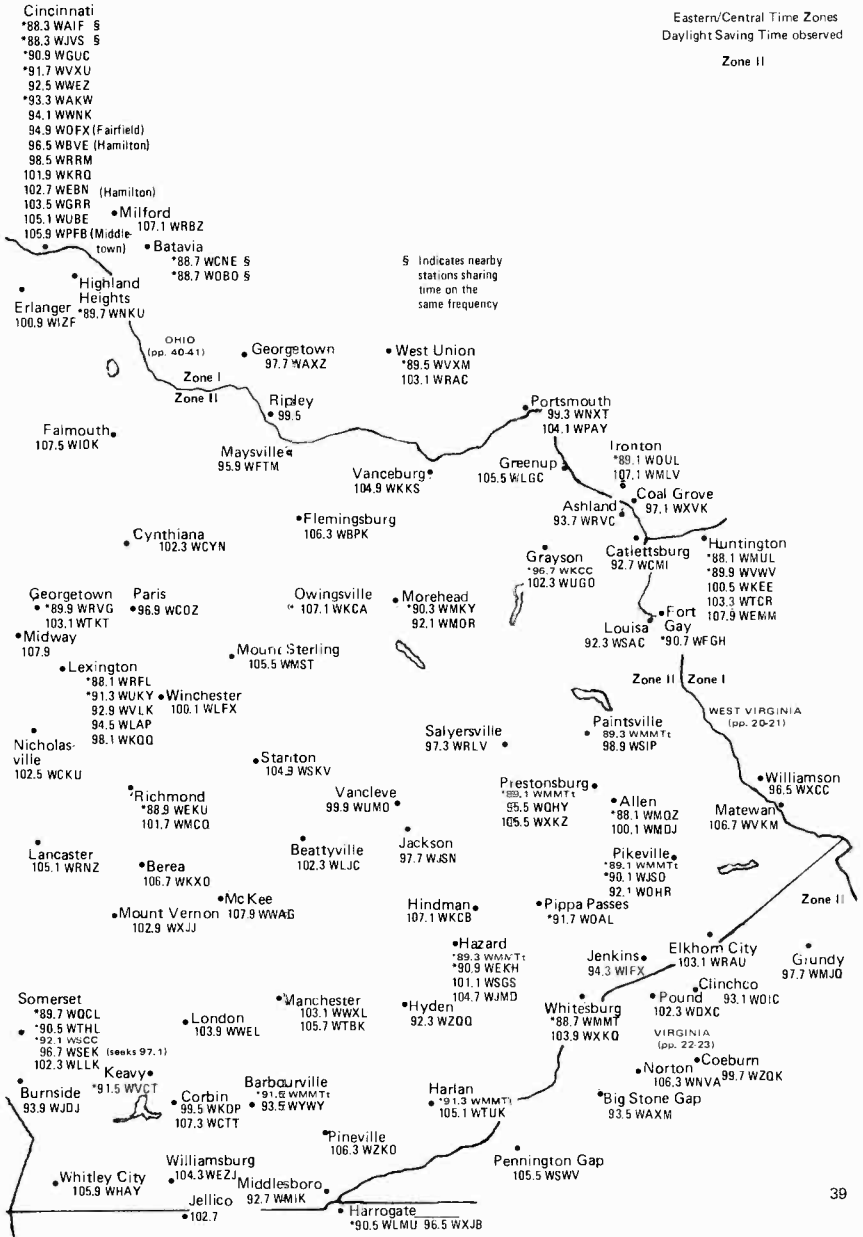 Cincinnati
*88.3 WAIF §
*88.3 WJVS §
*90.9 WGUC
*91.7 WVXU
92.5 WWEZ
*93.3 WAKW
94.1 WWNK
94.9 WOFX (Fairfield)
96.5 WBVE (Hamilton)
98.5 WRRM
101.9 WKRQ
102.7 WEBN (Hamilton)
103.5 WGRR
105.1 WUBE
105.9 WPFB (Middle-
town)
Eastern/Central Time Zones
Daylight Saving Time observed
Zone II
Milford
107.1 WRBZ
Batavia
*88.7 WCNE §
*88.7 WOBO §
§ Indicates nearby
stations sharing
time on the
same frequency
Highland
Heights
*89.7 WNKU
Erlanger
100.9 WIZF
OHIO
(pp. 40-41)
Georgetown
97.7 WAXZ
West Union
*89.5 WVXM
103.1 WRAC
Zone I
Zone II
Ripley
99.5
Portsmouth
99.3 WNXT
104.1 WPAY
Falmouth
107.5 WIOK
Maysville
95.9 WFTM
Vanceburg
104.9 WKKS
Greenup
105.5 WLGC
Ironton
*89.1 WOUL
107.1 WMLV
Coal Grove
97.1 WXVK
Ashland
93.7 WRVC
Flemingsburg
106.3 WBPK
Cynthiana
102.3 WCYN
Grayson
*96.7 WKCC
102.3 WUGO
Catlettsburg
92.7 WCMI
Huntington
*88.1 WMUL
*89.9 WVWV
100.5 WKEE
103.3 WTCR
107.9 WEMM
Georgetown
*89.9 WRVG
103.1 WTKT
Paris
96.9 WCOZ
Owingsville
107.1 WKCA
Morehead
*90.3 WMKY
92.1 WMOR
Louisa
92.3 WSAC
Fort
Gay
*90.7 WFGH
Midway
107.9
Mount Sterling
105.5 WMST
Lexington
*88.1 WRFL
*91.3 WUKY
92.9 WVLK
94.5 WLAP
98.1 WKQQ
Winchester
100.1 WLFX
Zone II Zone I
WEST VIRGINIA
(pp. 20-21)
Nicholas-
ville
102.5 WCKU
Salyersville
97.3 WRLV
Paintsville
89.3 WMMTt
98.9 WSIP
Stanton
104.9 WSKV
Williamson
96.5 WXCC
Richmond
*88.9 WEKU
101.7 WMCQ
Vancleve
99.9 WUMO
Prestonsburg
*89.1 WMMTt
95.5 WQHY
105.5 WXKZ
Allen
*88.1 WMQZ
100.1 WMDJ
Matewan
106.7 WVKM
Lancaster
105.1 WRNZ
Beattyville
102.3 WLJC
Jackson
97.7 WJSN
Pikeville
*89.1 WMMTt
*90.1 WJSO
92.1 WDHR
Berea
106.7 WKXO
McKee
107.9 WWAG
Mount Vernon
102.9 WXJJ
Hindman
107.1 WKCB
Pippa Passes
*91.7 WOAL
Zone II
Hazard
*89.3 WMMTt
*90.9 WEKH
101.1 WSGS
104.7 WJMD
Jenkins
94.3 WIFX
Elkhorn City
103.1 WRAU
Grundy
97.7 WMJQ
Clinchco
93.1 WDIC
Somerset
*89.7 WOCL
*90.5 WTHL
*92.1 WSCC
96.7 WSEK (seeks 97.1)
102.3 WLLK
London
103.9 WWEL
Manchester
103.1 WWXL
105.7 WTBK
Hyden
92.3 WZQQ
Whitesburg
*88.7 WMMT
103.9 WXKQ
Pound
102.3 WDXC
VIRGINIA
(pp. 22-23)
Keavy
*91.5 WVCT
Norton
106.3 WNVA
Coeburn
99.7 WZQK
Burnside
93.9 WJDJ
Corbin
99.5 WKDP
107.3 WCTT
Barbourville
*91.5 WMMTt
93.5 WYWY
Harlan
*91.3 WMMTt
105.1 WTUK
Big Stone Gap
93.5 WAXM
Pineville
106.3 WZKO
Pennington Gap
105.5 WSWV
Whitley City
105.9 WHAY
Williamsburg
104.3 WEZJ
Middlesboro
92.7 WMIK
Jellico
102.7
Harrogate
*90.5 WLMU 96.5 WXJB
39